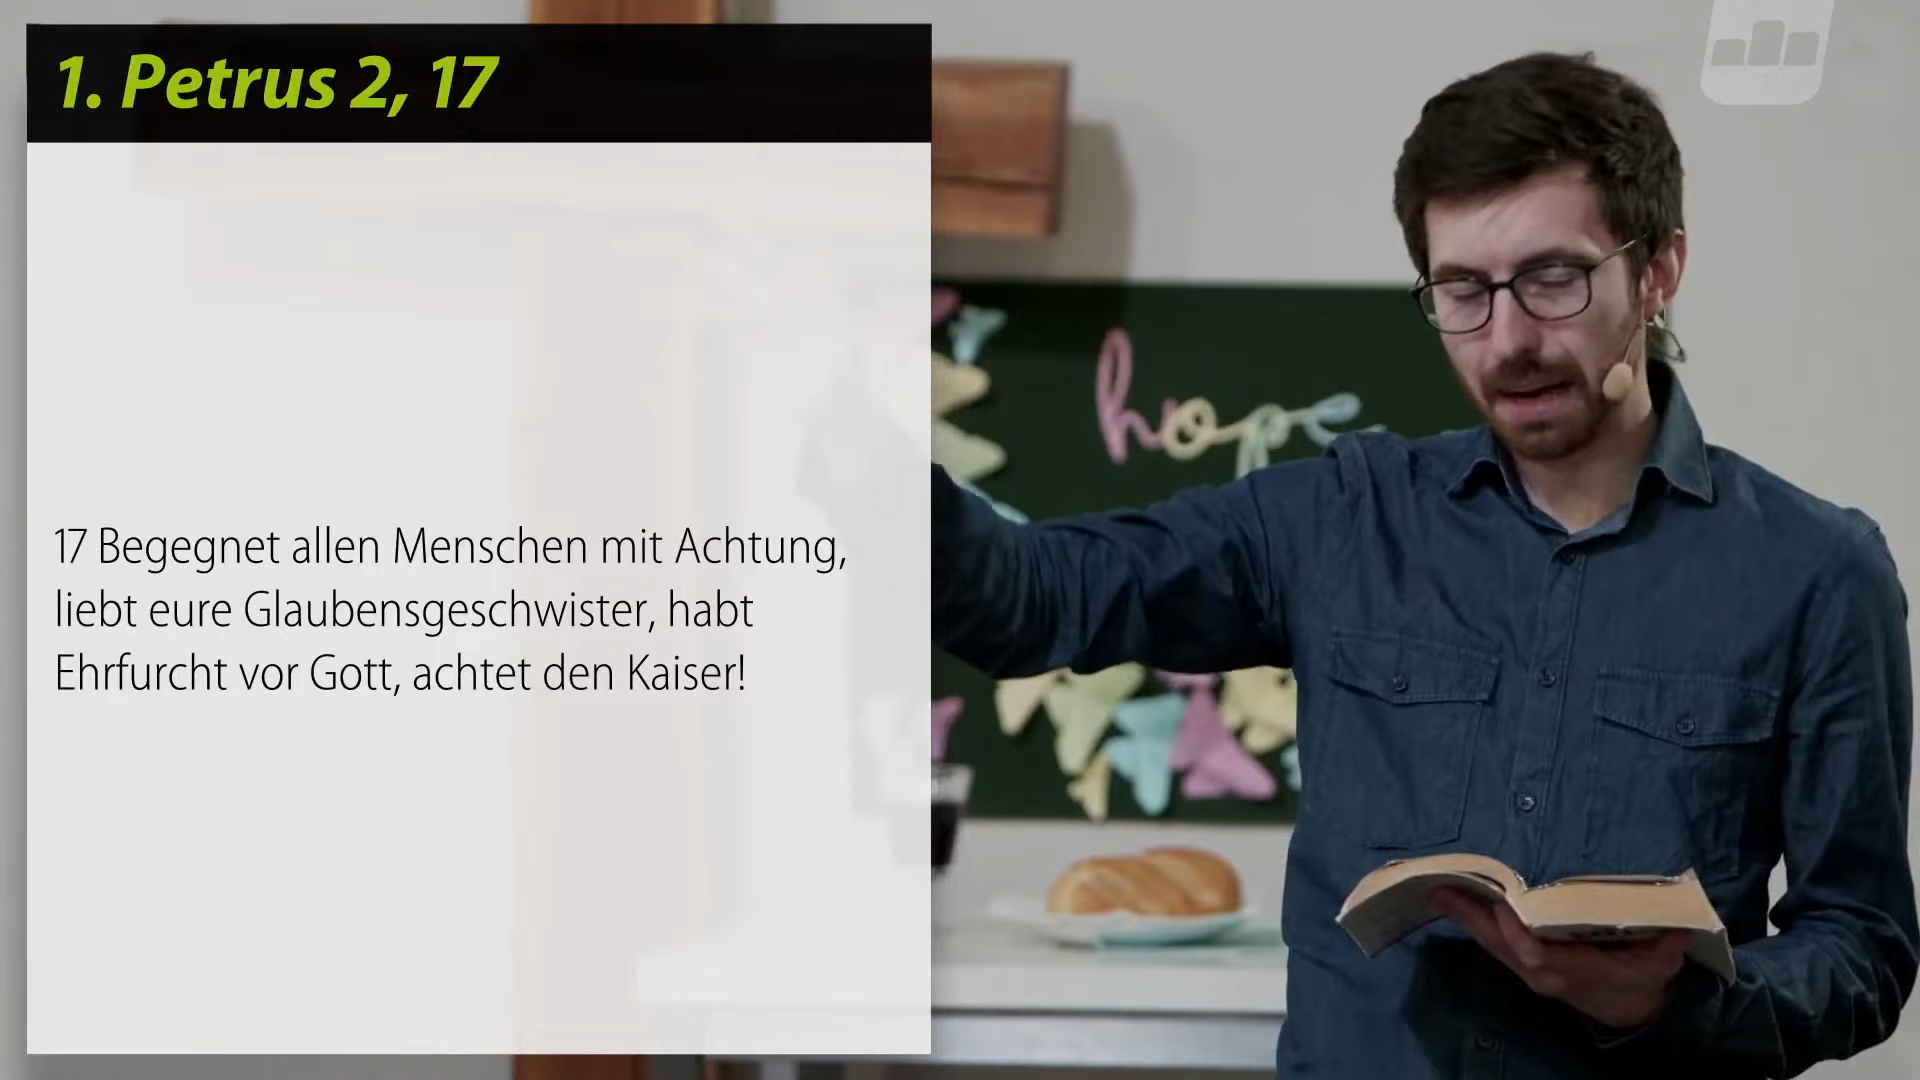 1. Petrus 2, 17
17 Begegnet allen Menschen mit Achtung,
liebt eure Glaubensgeschwister, habt
Ehrfurcht vor Gott, achtet den Kaiser!
hope